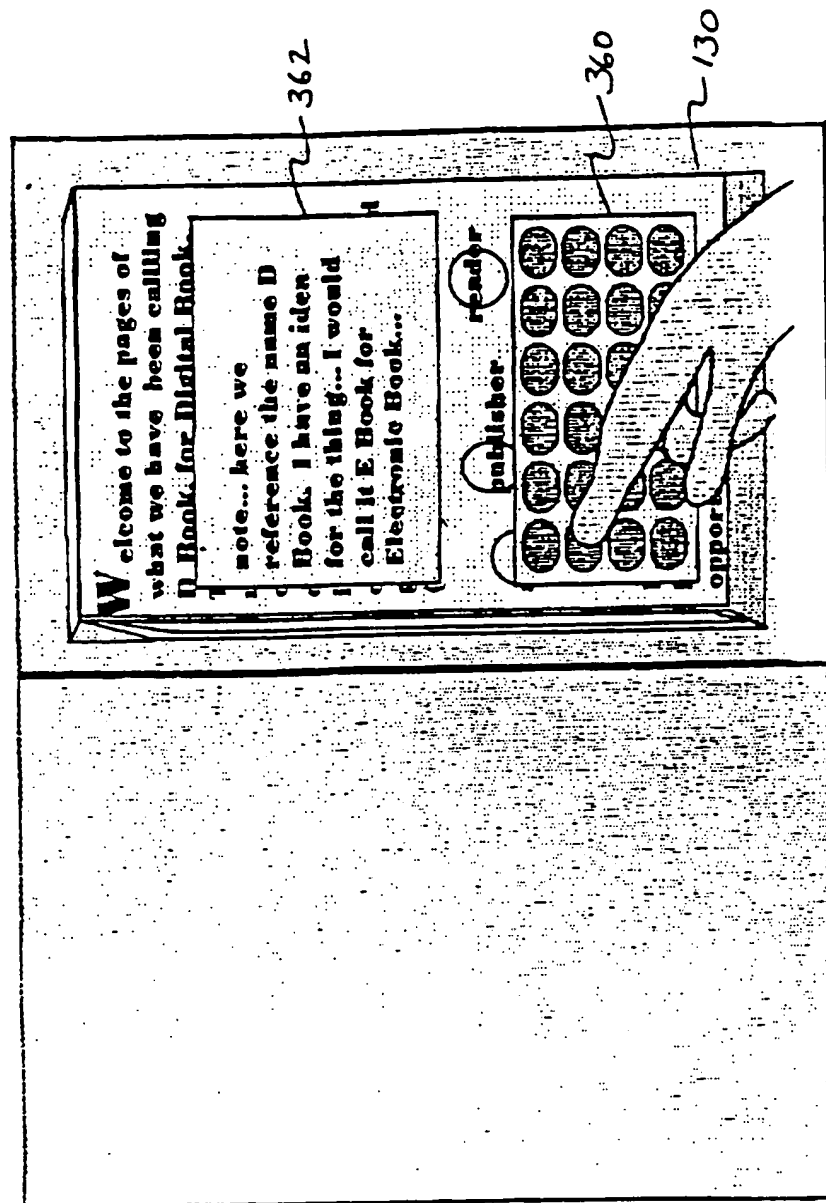 Welcome to the pages of
what we have been callling
D Book. for Digital Book.
note... here we
reference the name D
Book. I have an idea
for the thing... I would
call it E Book for
Electronic Book...
publisher reader
oppor
362
360
130